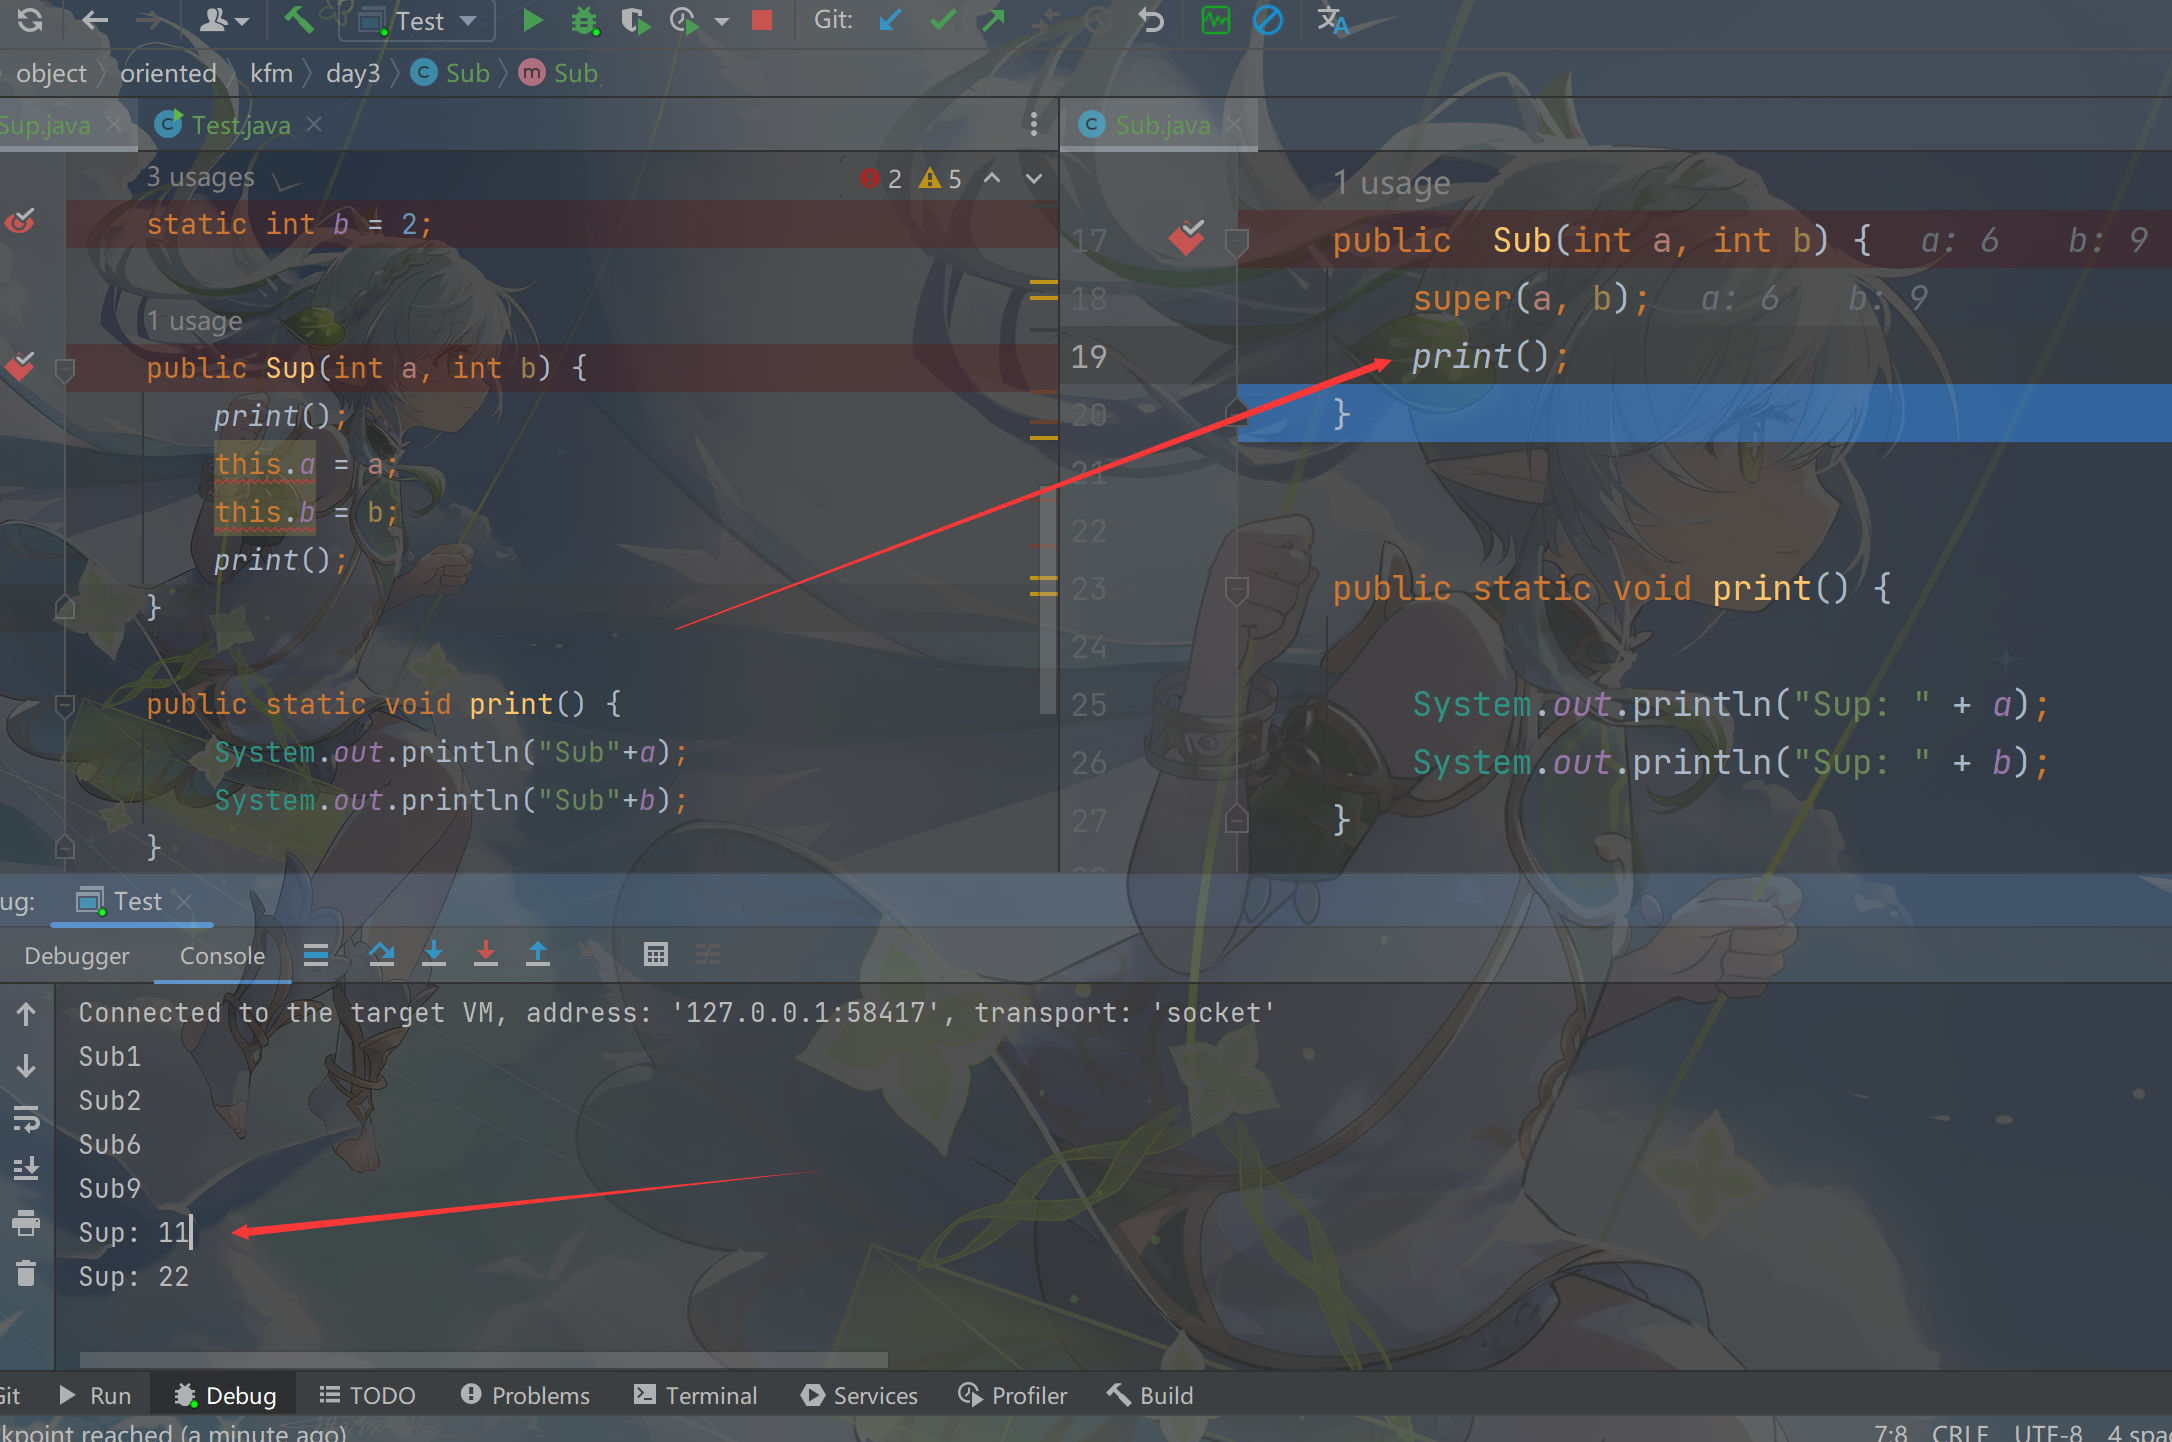 Test
Git:
object oriented kfm day3 Sub Sub
Sup.java Test.java
3 usages 2 5
static int b = 2;
1 usage
public Sup(int a, int b) {
print();
this.a = a;
this.b = b;
print();
}
public static void print() {
System.out.println("Sub"+a);
System.out.println("Sub"+b);
}
Sub.java
1 usage
17 public Sub(int a, int b) { a: 6 b: 9
18 super(a, b); a: 6 b: 9
19 print();
20 }
21
22
23 public static void print() {
24
25 System.out.println("Sup: " + a);
26 System.out.println("Sup: " + b);
27 }
ug: Test
Debugger Console
Connected to the target VM, address: '127.0.0.1:58417', transport: 'socket'
Sub1
Sub2
Sub6
Sub9
Sup: 11
Sup: 22
Git Run Debug TODO Problems Terminal Services Profiler Build
kpoint reached (a minute ago) 7:8 CRLF UTF-8 4 spac